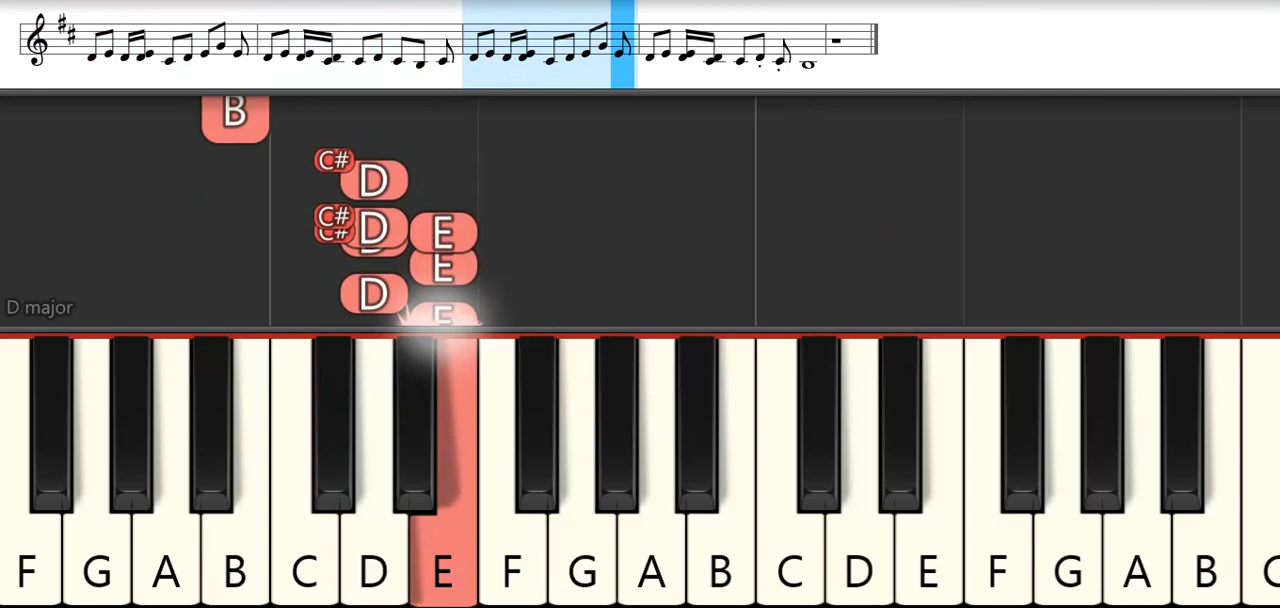 B
C# D
C# D E
C# D E
D E
D major
F G A B C D E F G A B C D E F G A B C